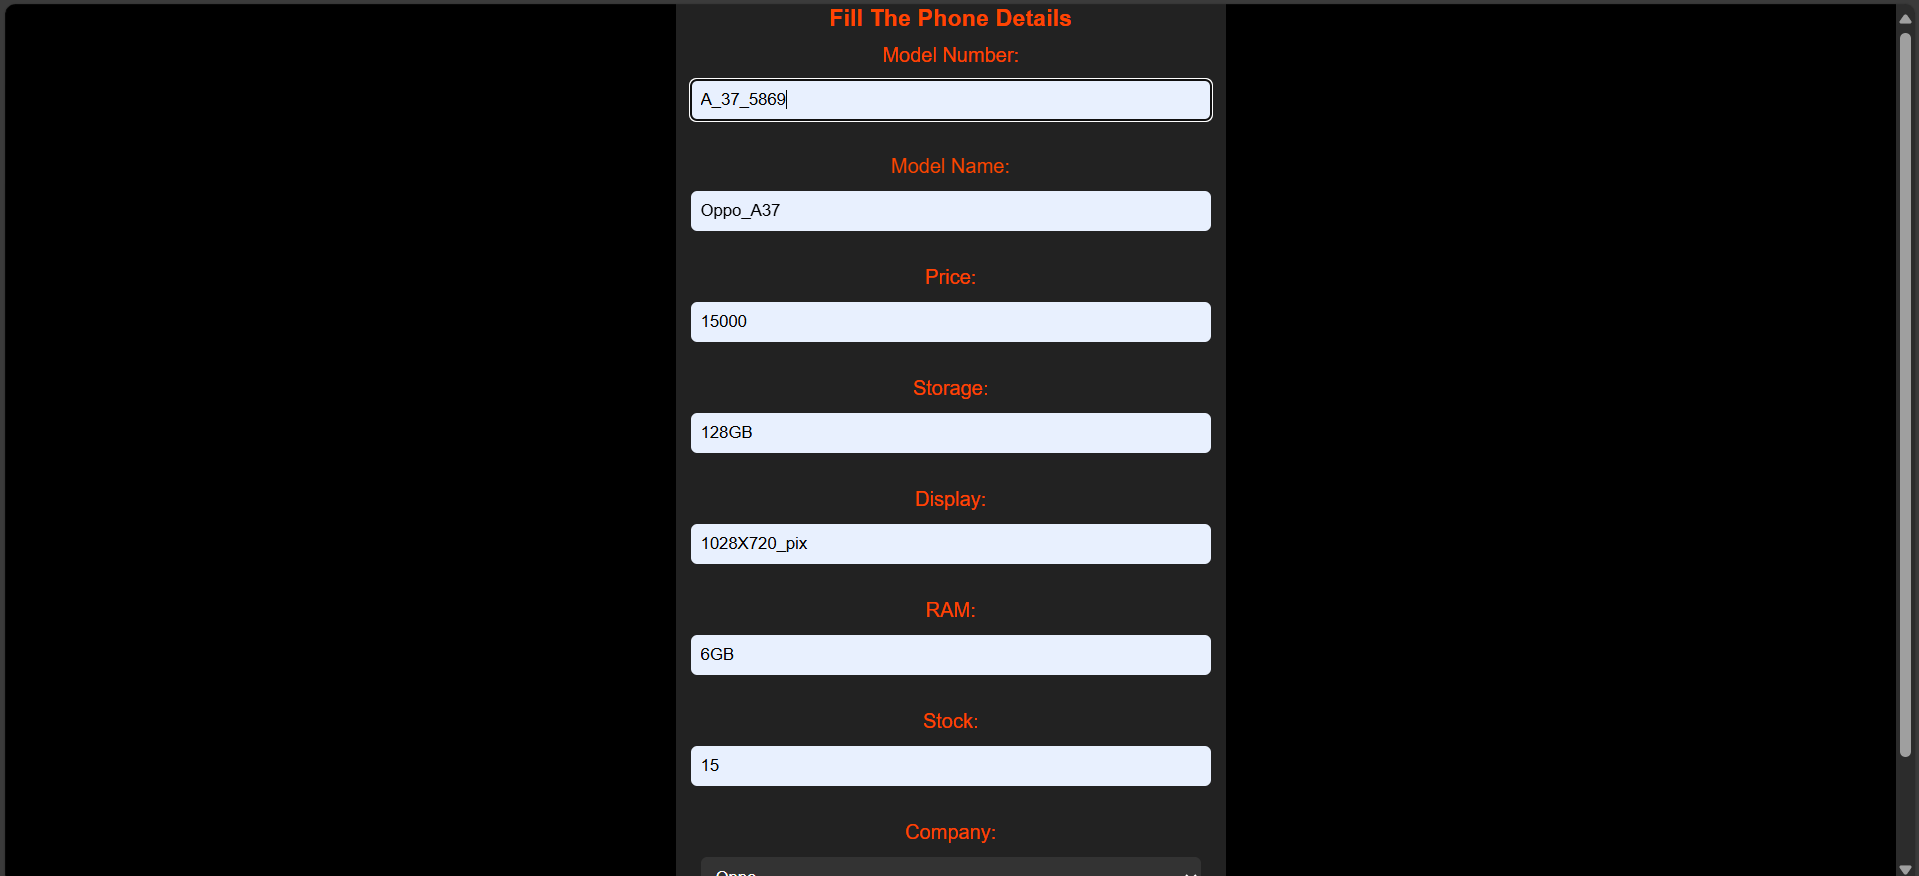 Fill The Phone Details
Model Number:
A_37_5869
Model Name:
Oppo_A37
Price:
15000
Storage:
128GB
Display:
1028X720_pix
RAM:
6GB
Stock:
15
Company:
Oppo